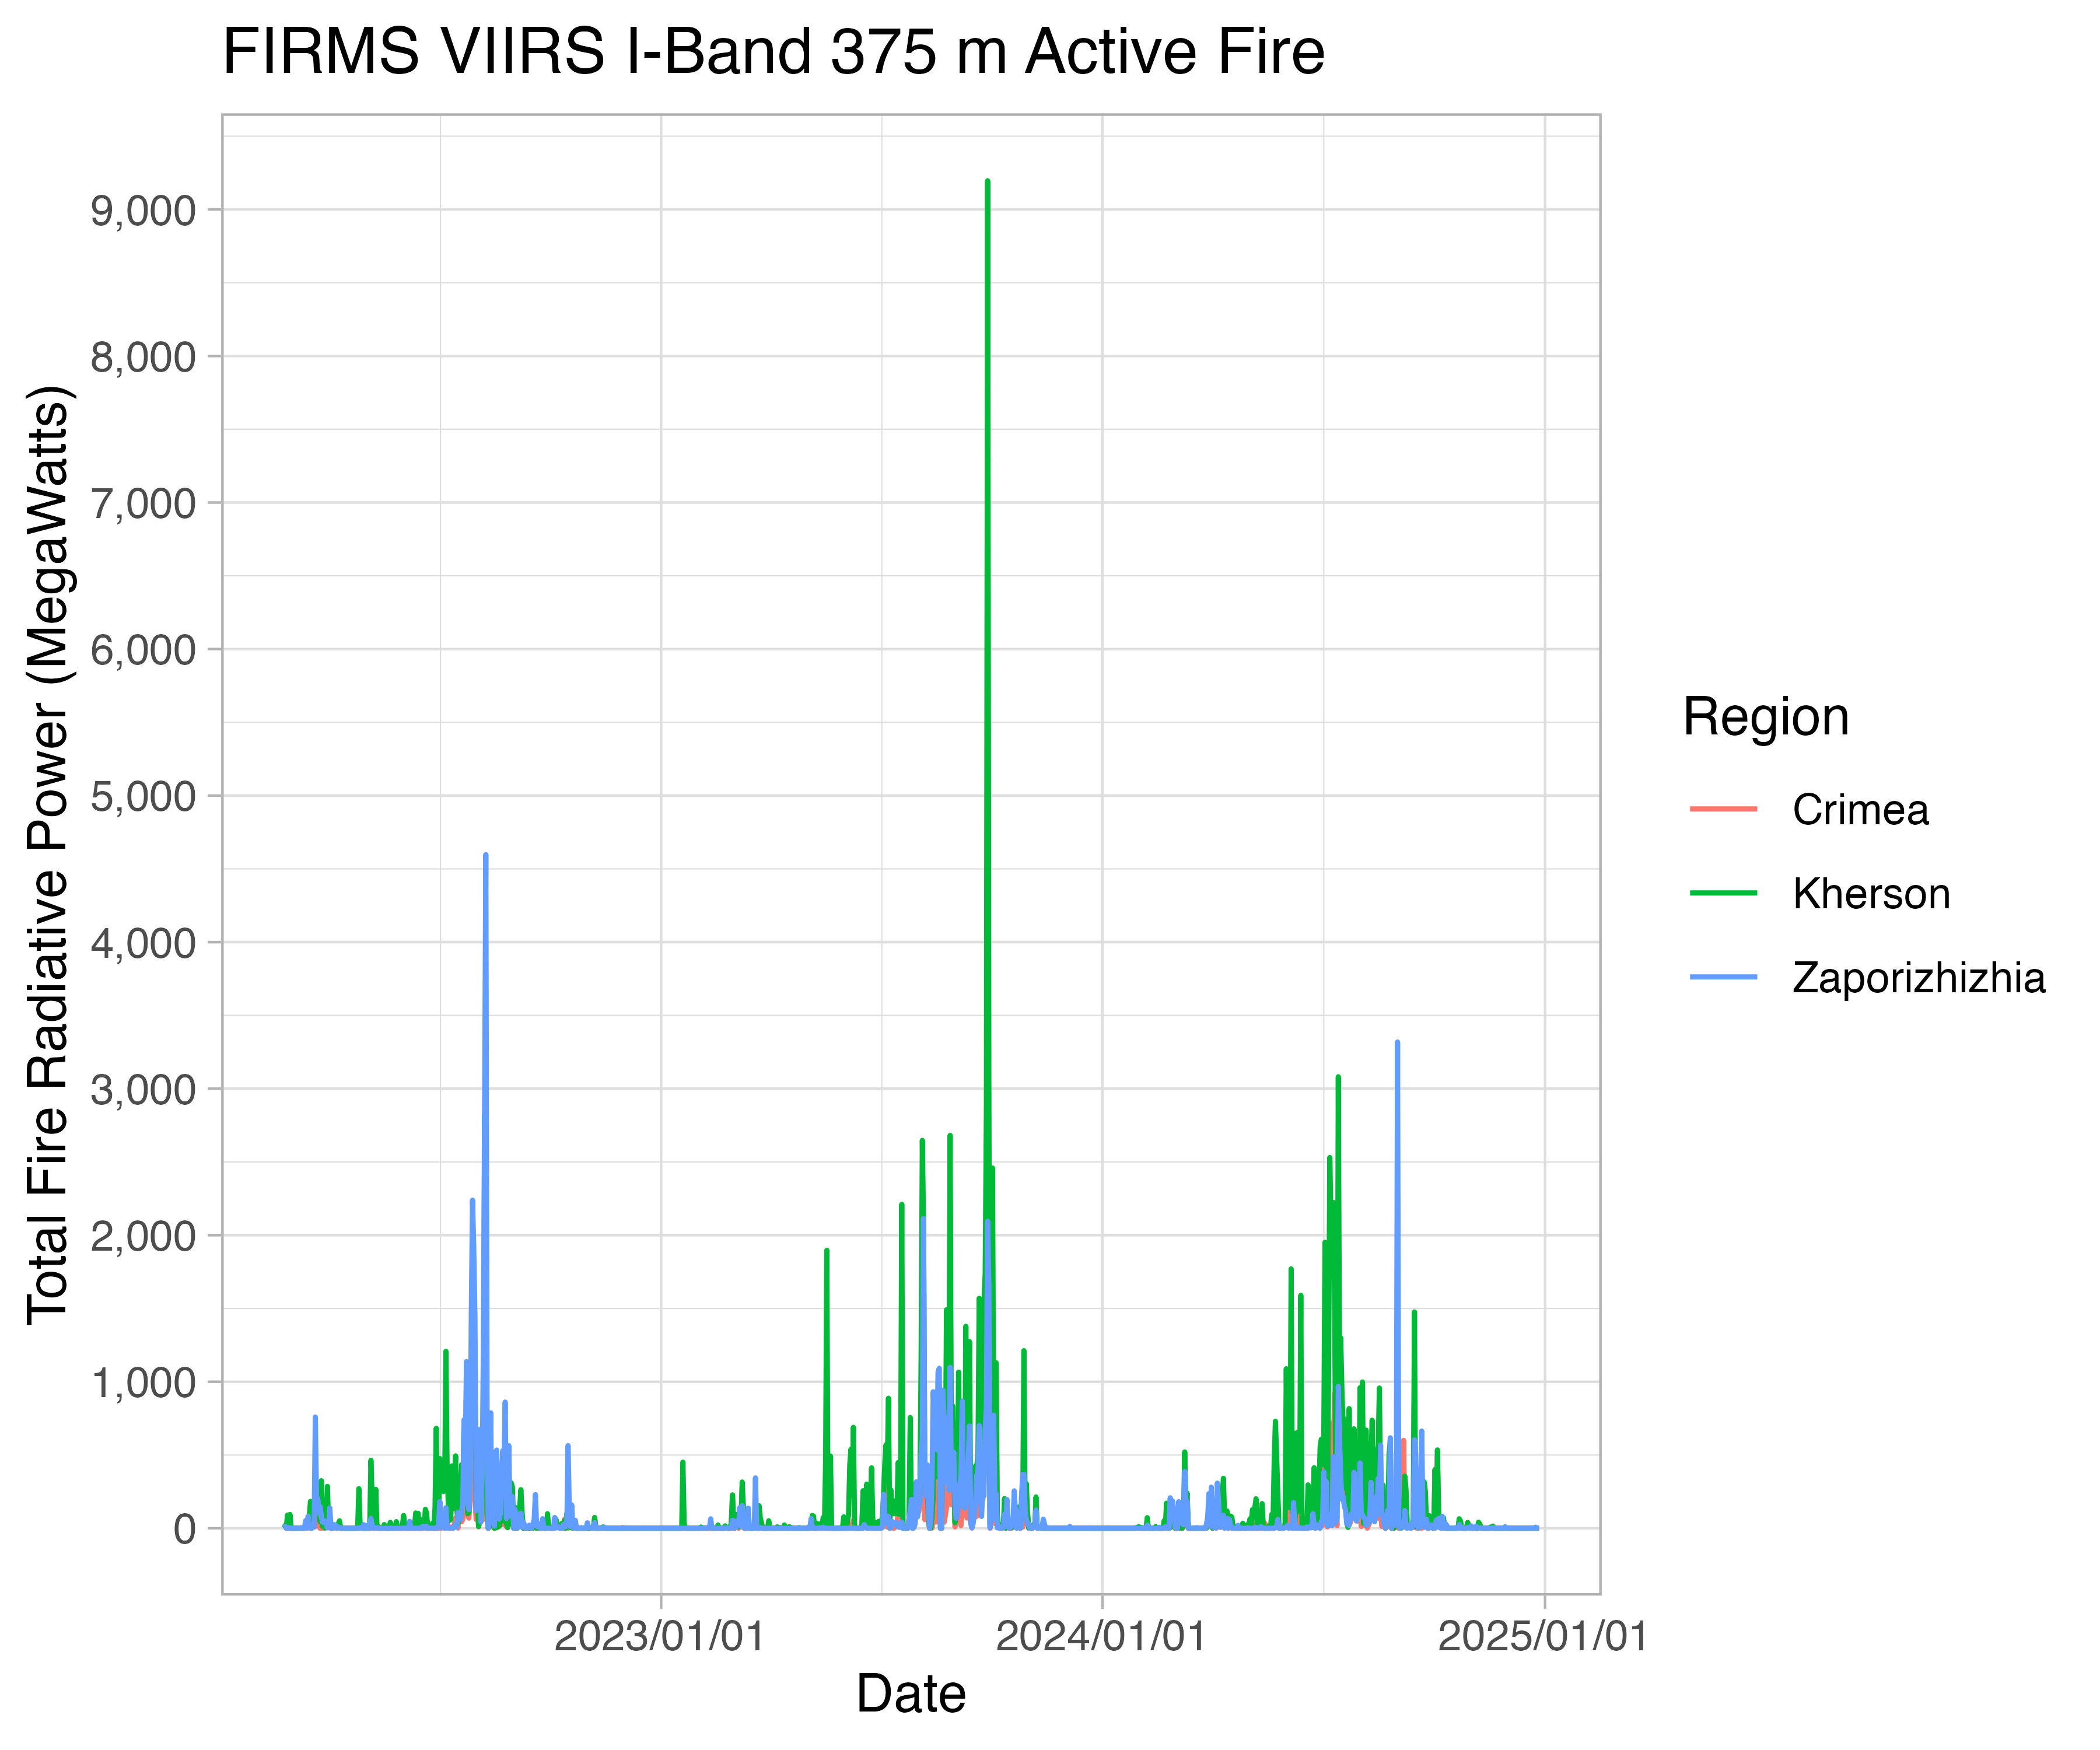 FIRMS VIIRS I-Band 375 m Active Fire
Total Fire Radiative Power (MegaWatts)
9,000
8,000
7,000
6,000
5,000
4,000
3,000
2,000
1,000
0
2023/01/01
2024/01/01
2025/01/01
Date
Region
Crimea
Kherson
Zaporizhizhia